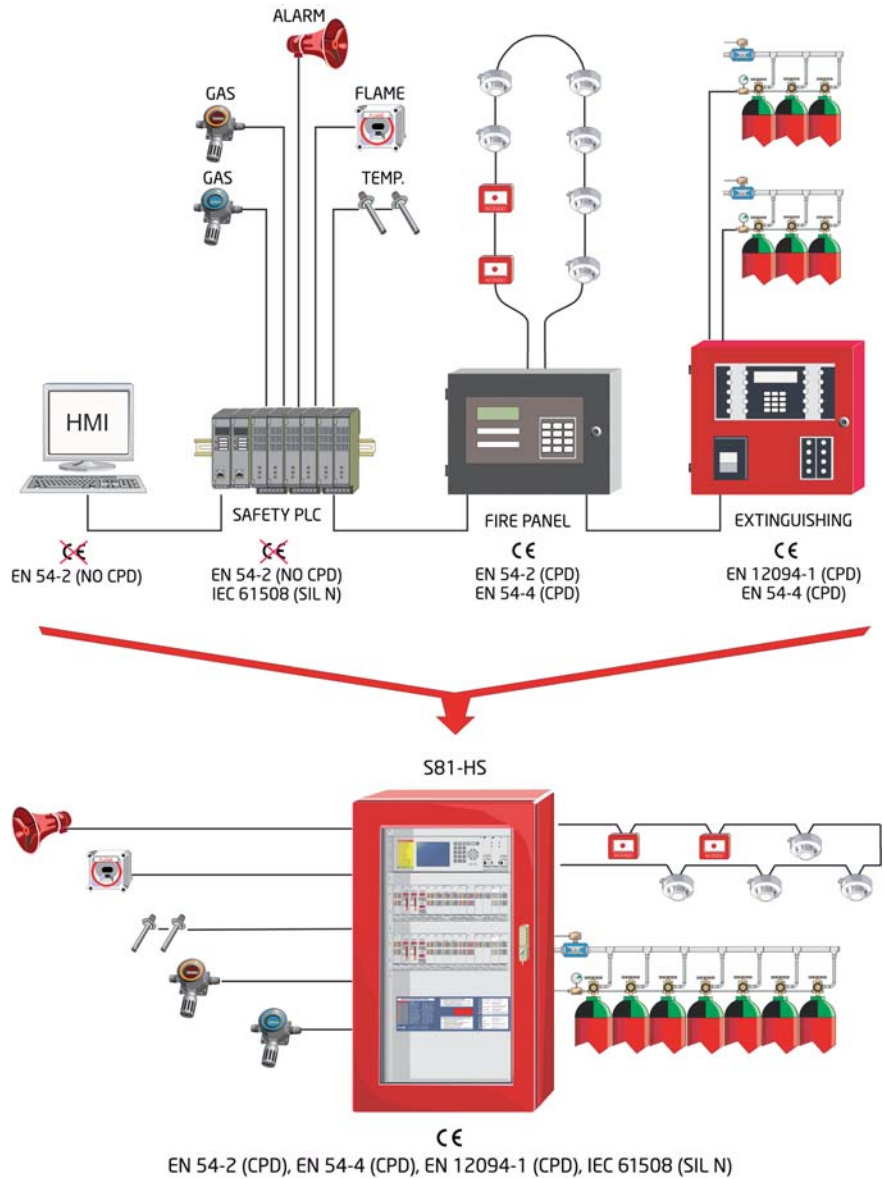 ALARM
GAS
FLAME
GAS
TEMP.
HMI
SAFETY PLC
FIRE PANEL
EXTINGUISHING
CE
EN 54-2 (NO CPD)
CE
EN 54-2 (NO CPD)
IEC 61508 (SIL N)
CE
EN 54-2 (CPD)
EN 54-4 (CPD)
CE
EN 12094-1 (CPD)
EN 54-4 (CPD)
S81-HS
FLAME
CE
EN 54-2 (CPD), EN 54-4 (CPD), EN 12094-1 (CPD), IEC 61508 (SIL N)